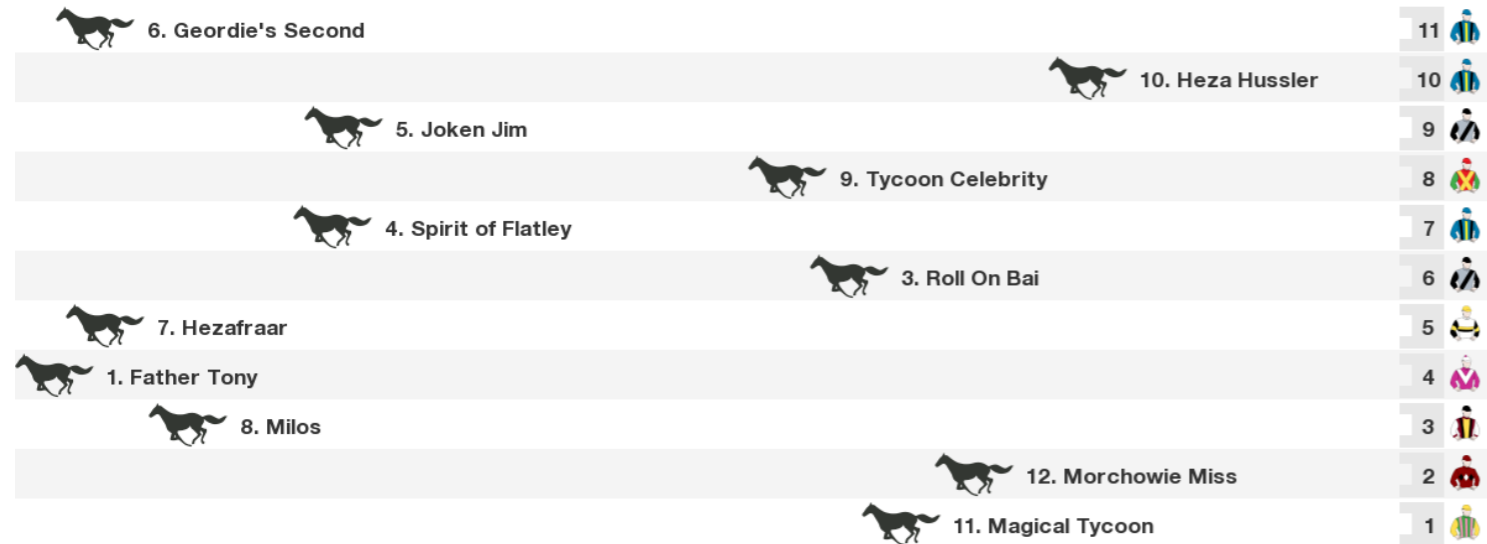 6. Geordie's Second 11
10. Heza Hussler 10
5. Joken Jim 9
9. Tycoon Celebrity 8
4. Spirit of Flatley 7
3. Roll On Bai 6
7. Hezafraar 5
1. Father Tony 4
8. Milos 3
12. Morchowie Miss 2
11. Magical Tycoon 1